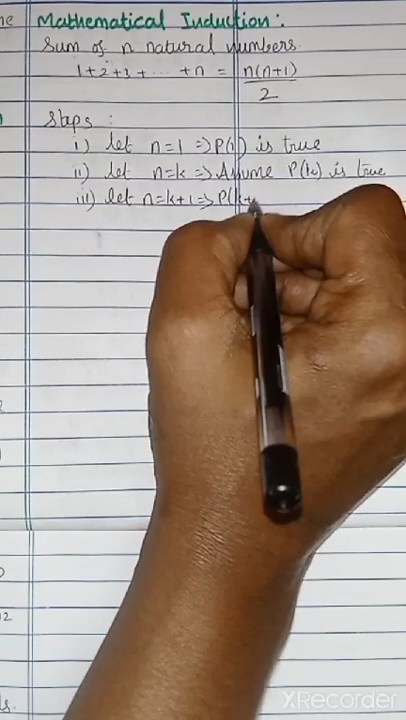 Mathematical Induction:
Sum of n natural numbers.
1+2+3+ ... +n = n(n+1)/2
Steps:
i) let n=1 => P(1) is true
ii) let n=k => Assume P(k) is true
iii) let n=k+1 => P(k+
XRecorder